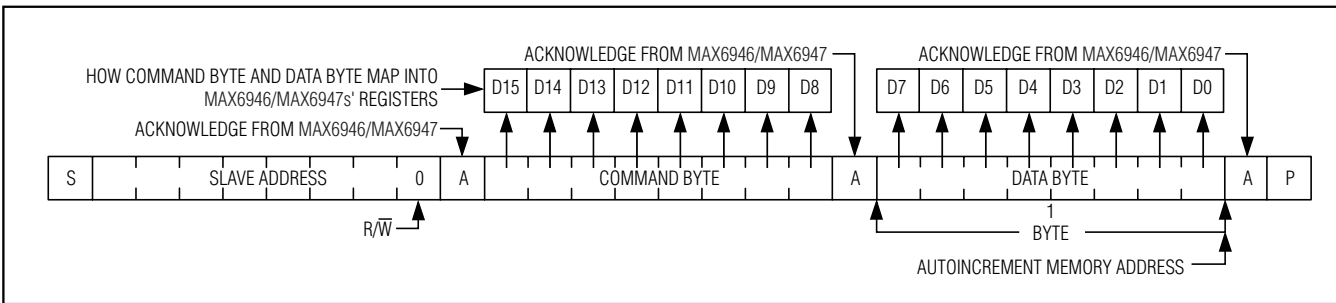 ACKNOWLEDGE FROM MAX6946/MAX6947
ACKNOWLEDGE FROM MAX6946/MAX6947
HOW COMMAND BYTE AND DATA BYTE MAP INTO
MAX6946/MAX6947s' REGISTERS
D15 D14 D13 D12 D11 D10 D9 D8
D7 D6 D5 D4 D3 D2 D1 D0
ACKNOWLEDGE FROM MAX6946/MAX6947
S SLAVE ADDRESS 0 A COMMAND BYTE A DATA BYTE A P
R/W̅
1
BYTE
AUTOINCREMENT MEMORY ADDRESS